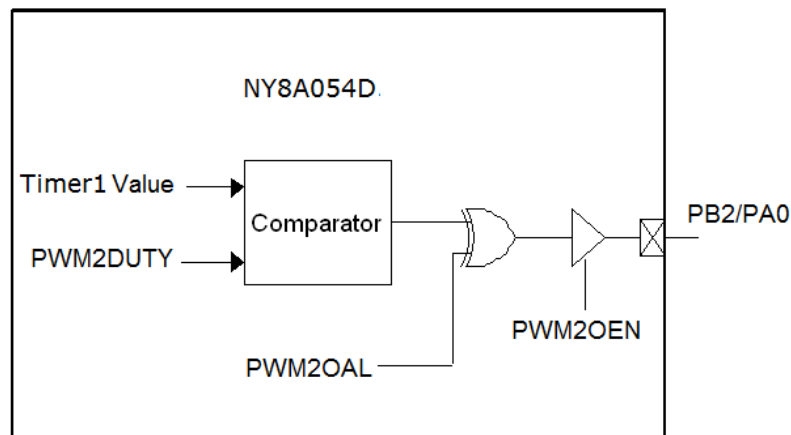 NY8A054D.
Timer1 Value
Comparator
PB2/PA0
PWM2DUTY
PWM2OEN
PWM2OAL